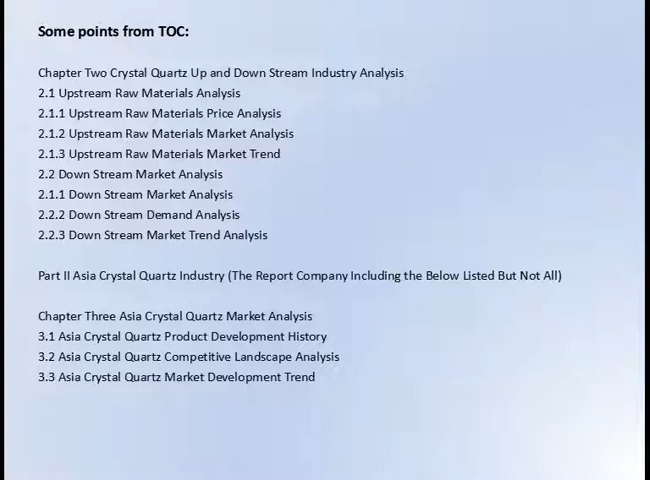 Some points from TOC:
Chapter Two Crystal Quartz Up and Down Stream Industry Analysis
2.1 Upstream Raw Materials Analysis
2.1.1 Upstream Raw Materials Price Analysis
2.1.2 Upstream Raw Materials Market Analysis
2.1.3 Upstream Raw Materials Market Trend
2.2 Down Stream Market Analysis
2.1.1 Down Stream Market Analysis
2.2.2 Down Stream Demand Analysis
2.2.3 Down Stream Market Trend Analysis
Part II Asia Crystal Quartz Industry (The Report Company Including the Below Listed But Not All)
Chapter Three Asia Crystal Quartz Market Analysis
3.1 Asia Crystal Quartz Product Development History
3.2 Asia Crystal Quartz Competitive Landscape Analysis
3.3 Asia Crystal Quartz Market Development Trend